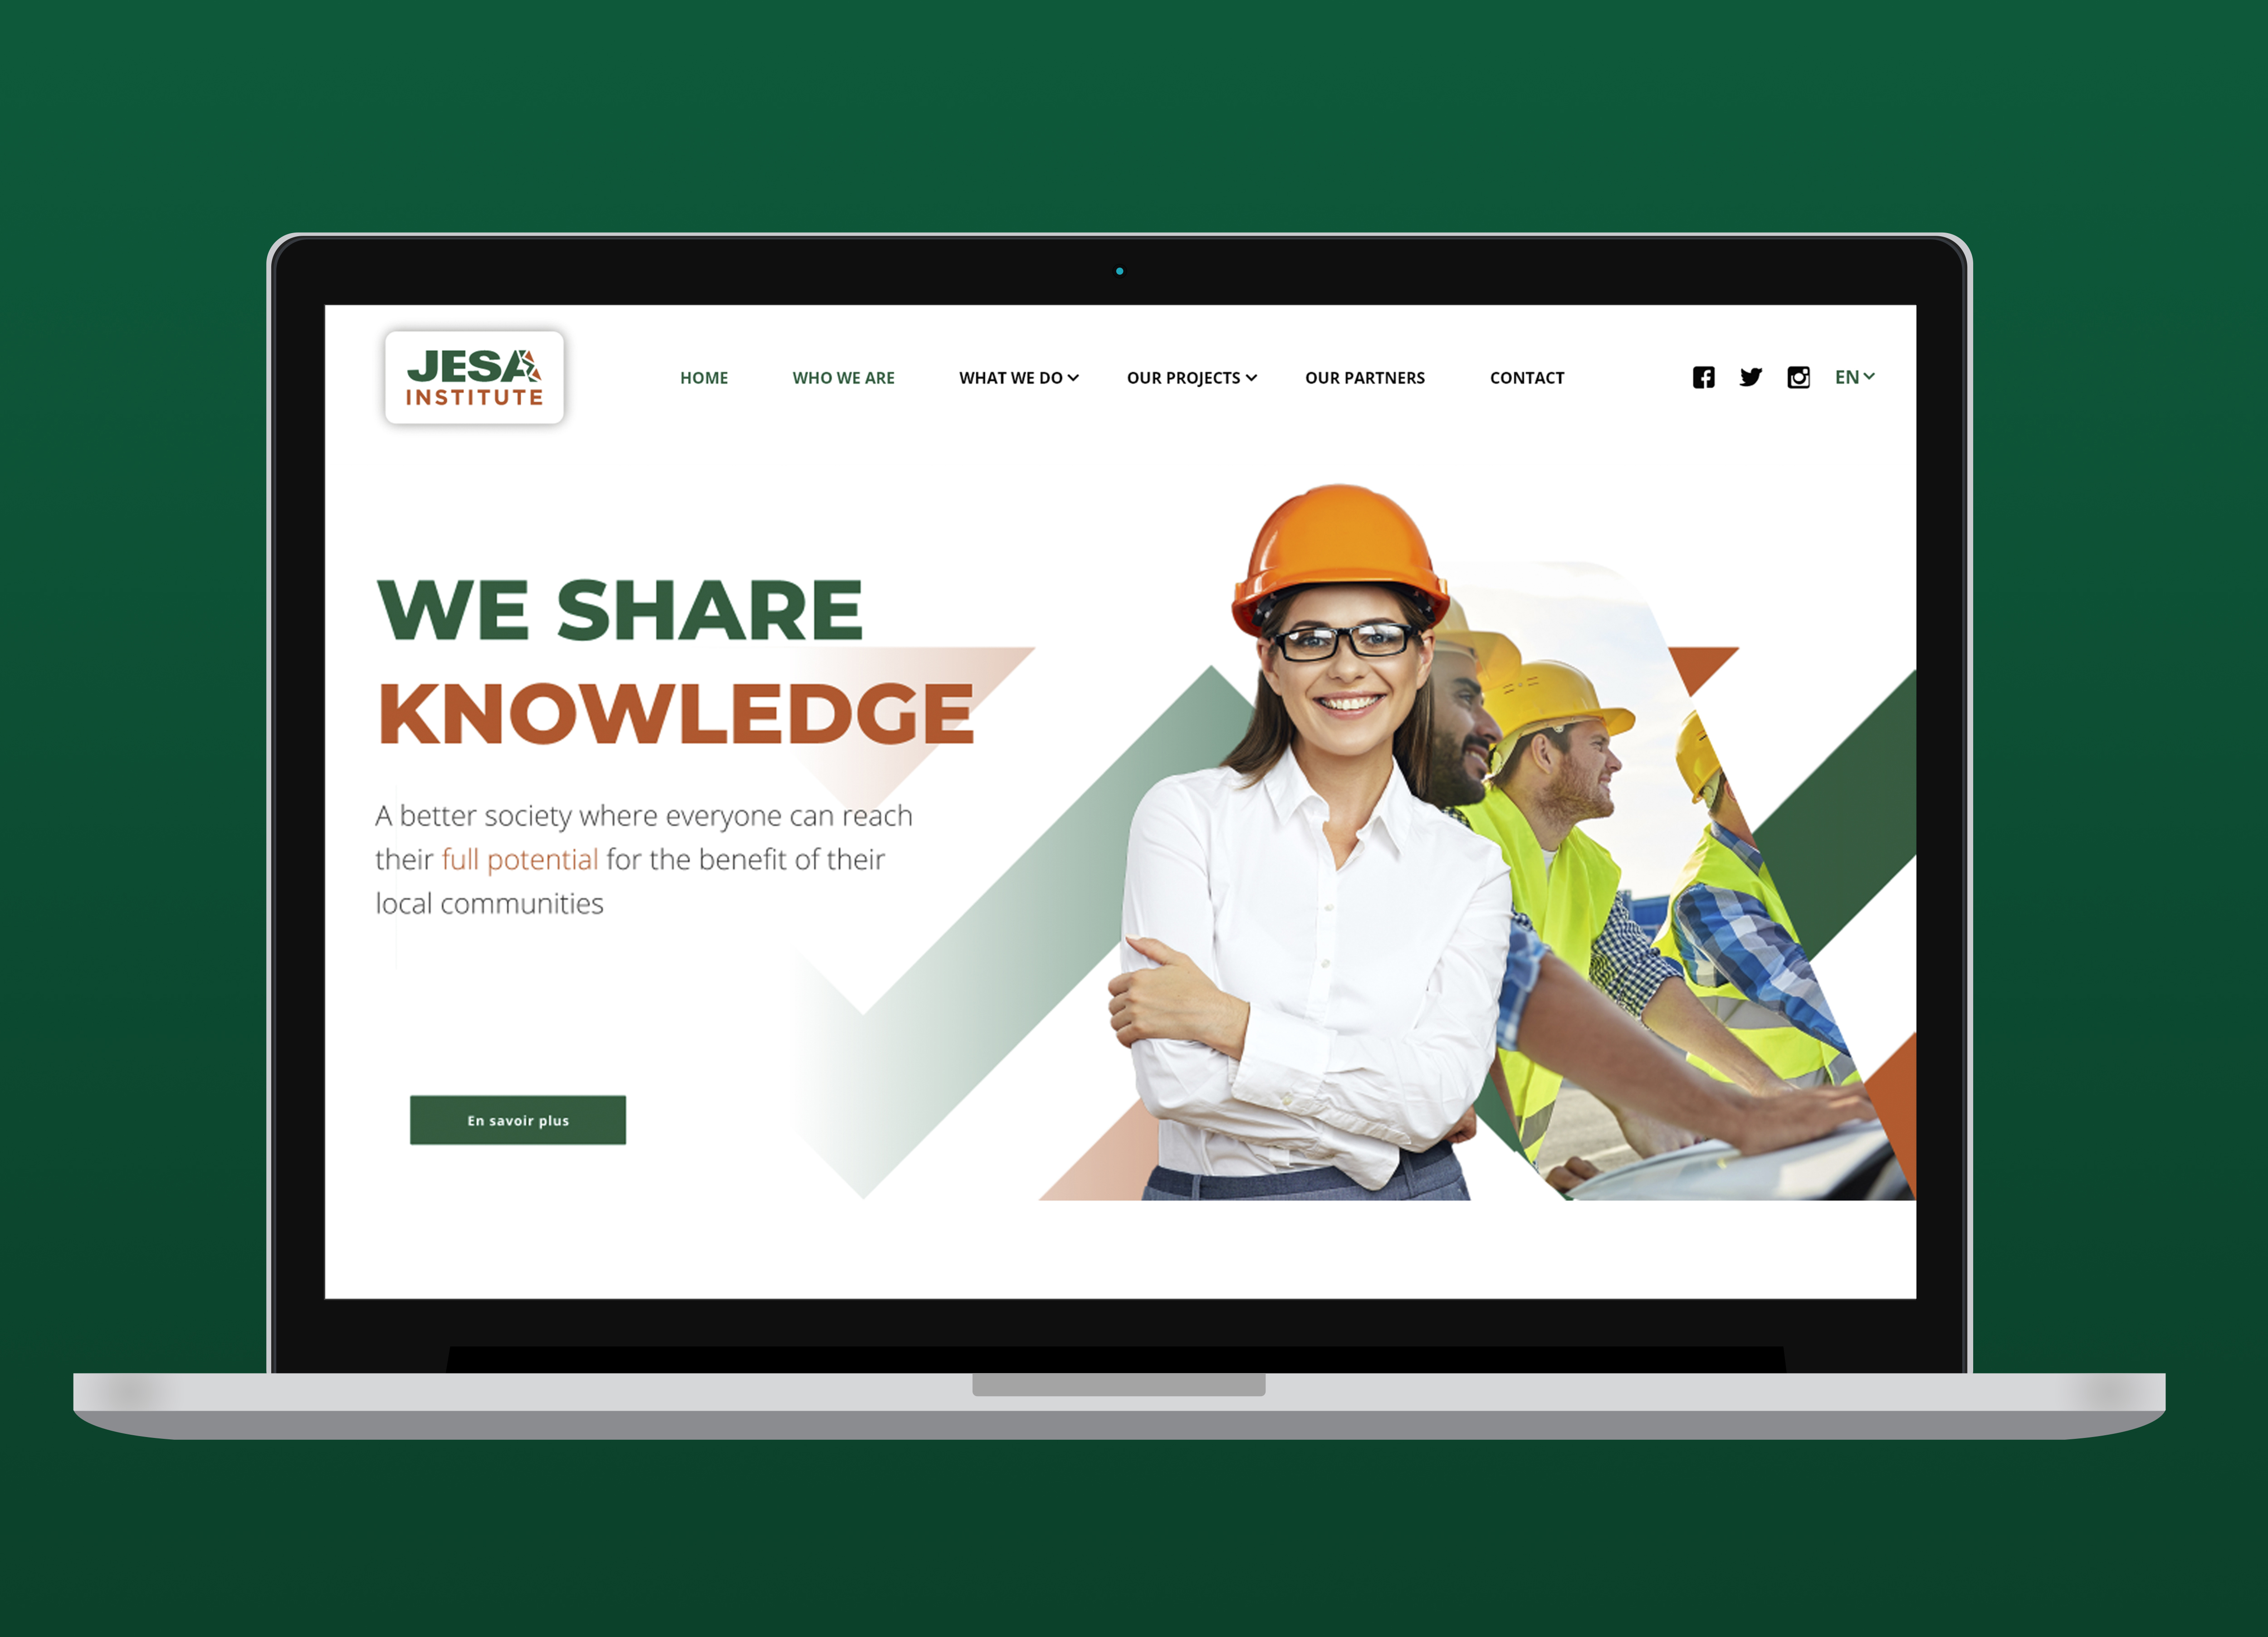 JESA
INSTITUTE
HOME
WHO WE ARE
WHAT WE DO
OUR PROJECTS
OUR PARTNERS
CONTACT
EN
WE SHARE
KNOWLEDGE
A better society where everyone can reach
their full potential for the benefit of their
local communities
En savoir plus